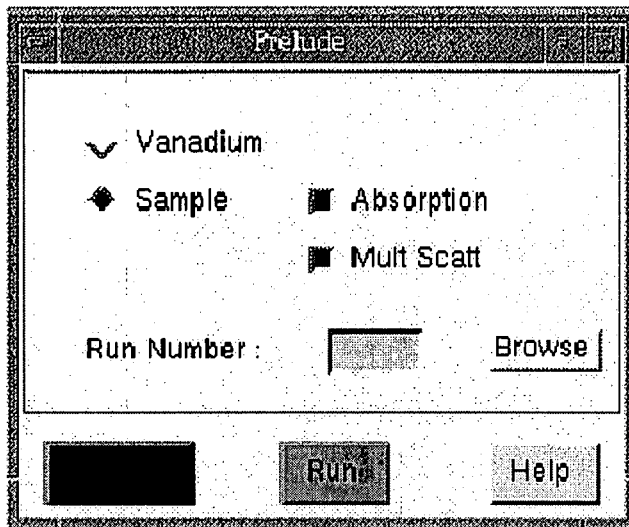 Prelude
Vanadium
Sample Absorption
Mult Scatt
Run Number : Browse
Run Help